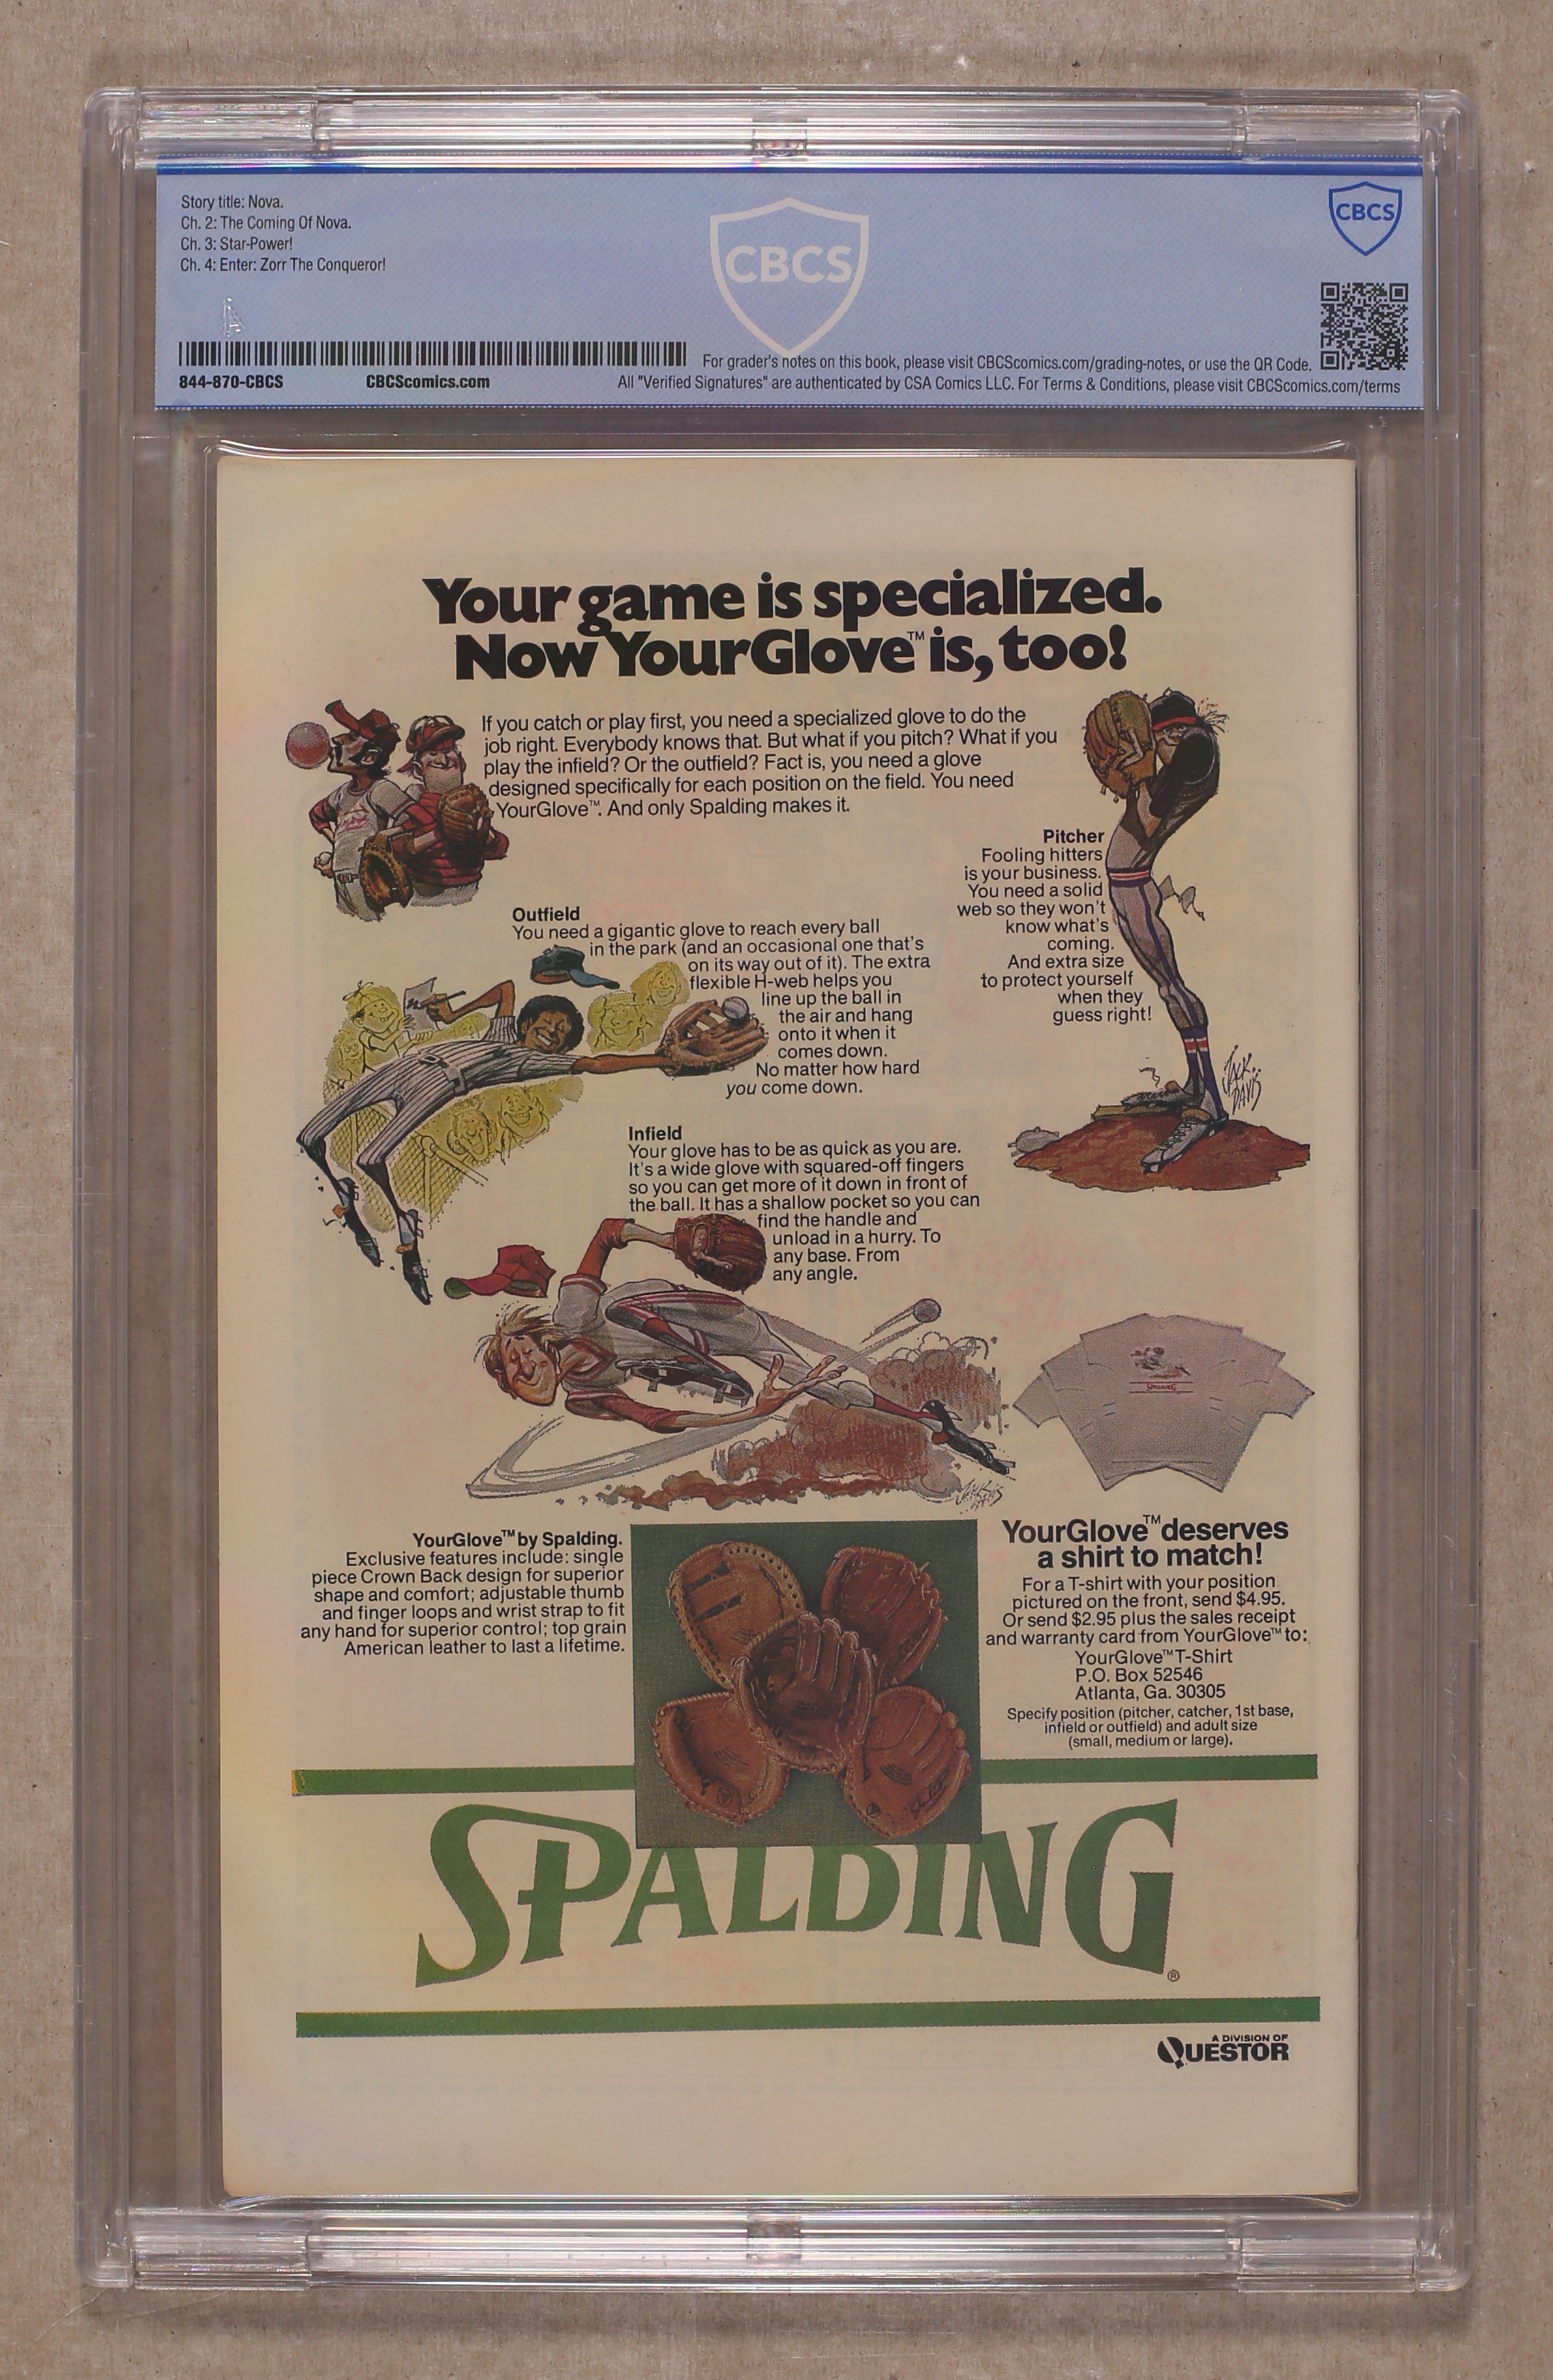 Story title: Nova.
Ch. 2: The Coming Of Nova.
Ch. 3: Star-Power!
Ch. 4: Enter: Zorr The Conqueror!
CBCS
CBCS
844-870-CBCS
CBCScomics.com
For grader's notes on this book, please visit CBCScomics.com/grading-notes, or use the QR Code.
All "Verified Signatures" are authenticated by CSA Comics LLC. For Terms & Conditions, please visit CBCScomics.com/terms
Your game is specialized.
Now YourGlove™ is, too!
If you catch or play first, you need a specialized glove to do the
job right. Everybody knows that. But what if you pitch? What if you
play the infield? Or the outfield? Fact is, you need a glove
designed specifically for each position on the field. You need
YourGlove™. And only Spalding makes it.
Pitcher
Fooling hitters
is your business.
You need a solid
web so they won't
know what's
coming.
And extra size
to protect yourself
when they
guess right!
JACK
DAVIS
Outfield
You need a gigantic glove to reach every ball
in the park (and an occasional one that's
on its way out of it). The extra
flexible H-web helps you
line up the ball in
the air and hang
onto it when it
comes down.
No matter how hard
you come down.
Infield
Your glove has to be as quick as you are.
It's a wide glove with squared-off fingers
so you can get more of it down in front of
the ball. It has a shallow pocket so you can
find the handle and
unload in a hurry. To
any base. From
any angle.
JACK DAVIS
SPALDING
YourGlove™ by Spalding.
Exclusive features include: single
piece Crown Back design for superior
shape and comfort; adjustable thumb
and finger loops and wrist strap to fit
any hand for superior control; top grain
American leather to last a lifetime.
YourGlove™ deserves
a shirt to match!
For a T-shirt with your position
pictured on the front, send $4.95.
Or send $2.95 plus the sales receipt
and warranty card from YourGlove™ to:
YourGlove™ T-Shirt
P.O. Box 52546
Atlanta, Ga. 30305
Specify position (pitcher, catcher, 1st base,
infield or outfield) and adult size
(small, medium or large).
SPALDING®
A DIVISION OF
QUESTOR